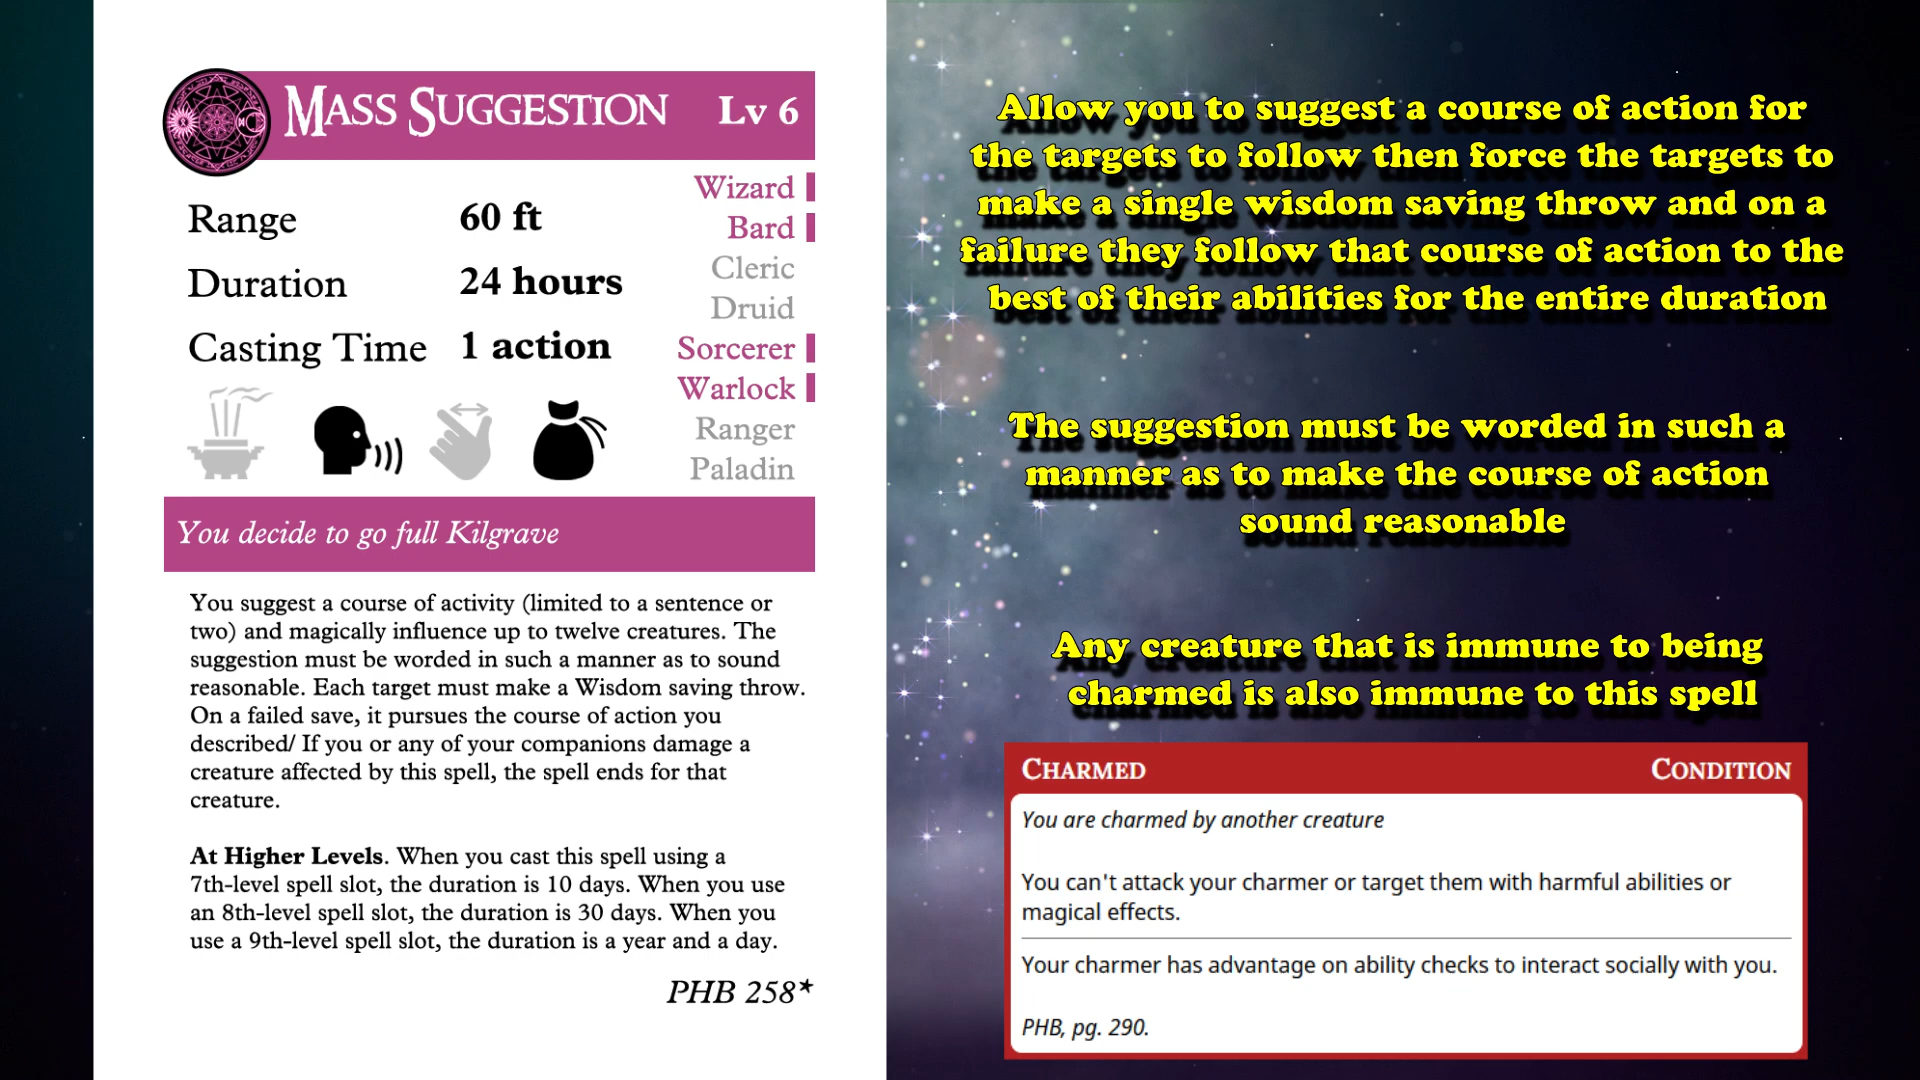 MASS SUGGESTION Lv 6
Wizard
Bard
Cleric
Druid
Sorcerer
Warlock
Ranger
Paladin
Range 60 ft
Duration 24 hours
Casting Time 1 action
You decide to go full Kilgrave
You suggest a course of activity (limited to a sentence or
two) and magically influence up to twelve creatures. The
suggestion must be worded in such a manner as to sound
reasonable. Each target must make a Wisdom saving throw.
On a failed save, it pursues the course of action you
described/ If you or any of your companions damage a
creature affected by this spell, the spell ends for that
creature.
At Higher Levels. When you cast this spell using a
7th-level spell slot, the duration is 10 days. When you use
an 8th-level spell slot, the duration is 30 days. When you
use a 9th-level spell slot, the duration is a year and a day.
PHB 258*
Allow you to suggest a course of action for
the targets to follow then force the targets to
make a single wisdom saving throw and on a
failure they follow that course of action to the
best of their abilities for the entire duration
The suggestion must be worded in such a
manner as to make the course of action
sound reasonable
Any creature that is immune to being
charmed is also immune to this spell
CHARMED CONDITION
You are charmed by another creature
You can't attack your charmer or target them with harmful abilities or
magical effects.
Your charmer has advantage on ability checks to interact socially with you.
PHB, pg. 290.